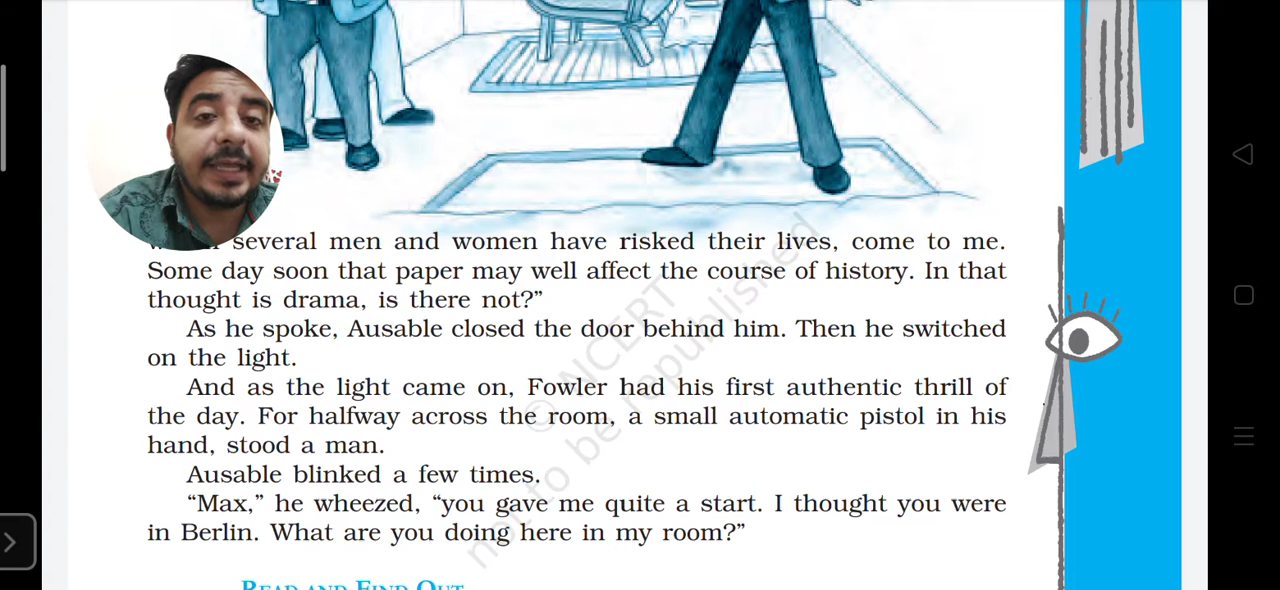 several men and women have risked their lives, come to me.
Some day soon that paper may well affect the course of history. In that
thought is drama, is there not?”
As he spoke, Ausable closed the door behind him. Then he switched
on the light.
And as the light came on, Fowler had his first authentic thrill of
the day. For halfway across the room, a small automatic pistol in his
hand, stood a man.
Ausable blinked a few times.
“Max,” he wheezed, “you gave me quite a start. I thought you were
in Berlin. What are you doing here in my room?”
READ AND FIND OUT
© NCERT
not to be republished